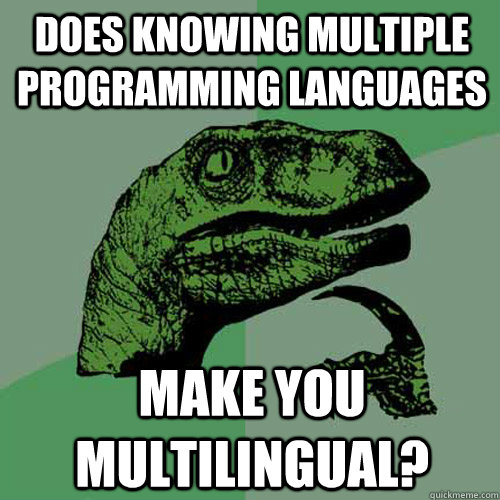 DOES KNOWING MULTIPLE
PROGRAMMING LANGUAGES
MAKE YOU
MULTILINGUAL?
quickmeme.com